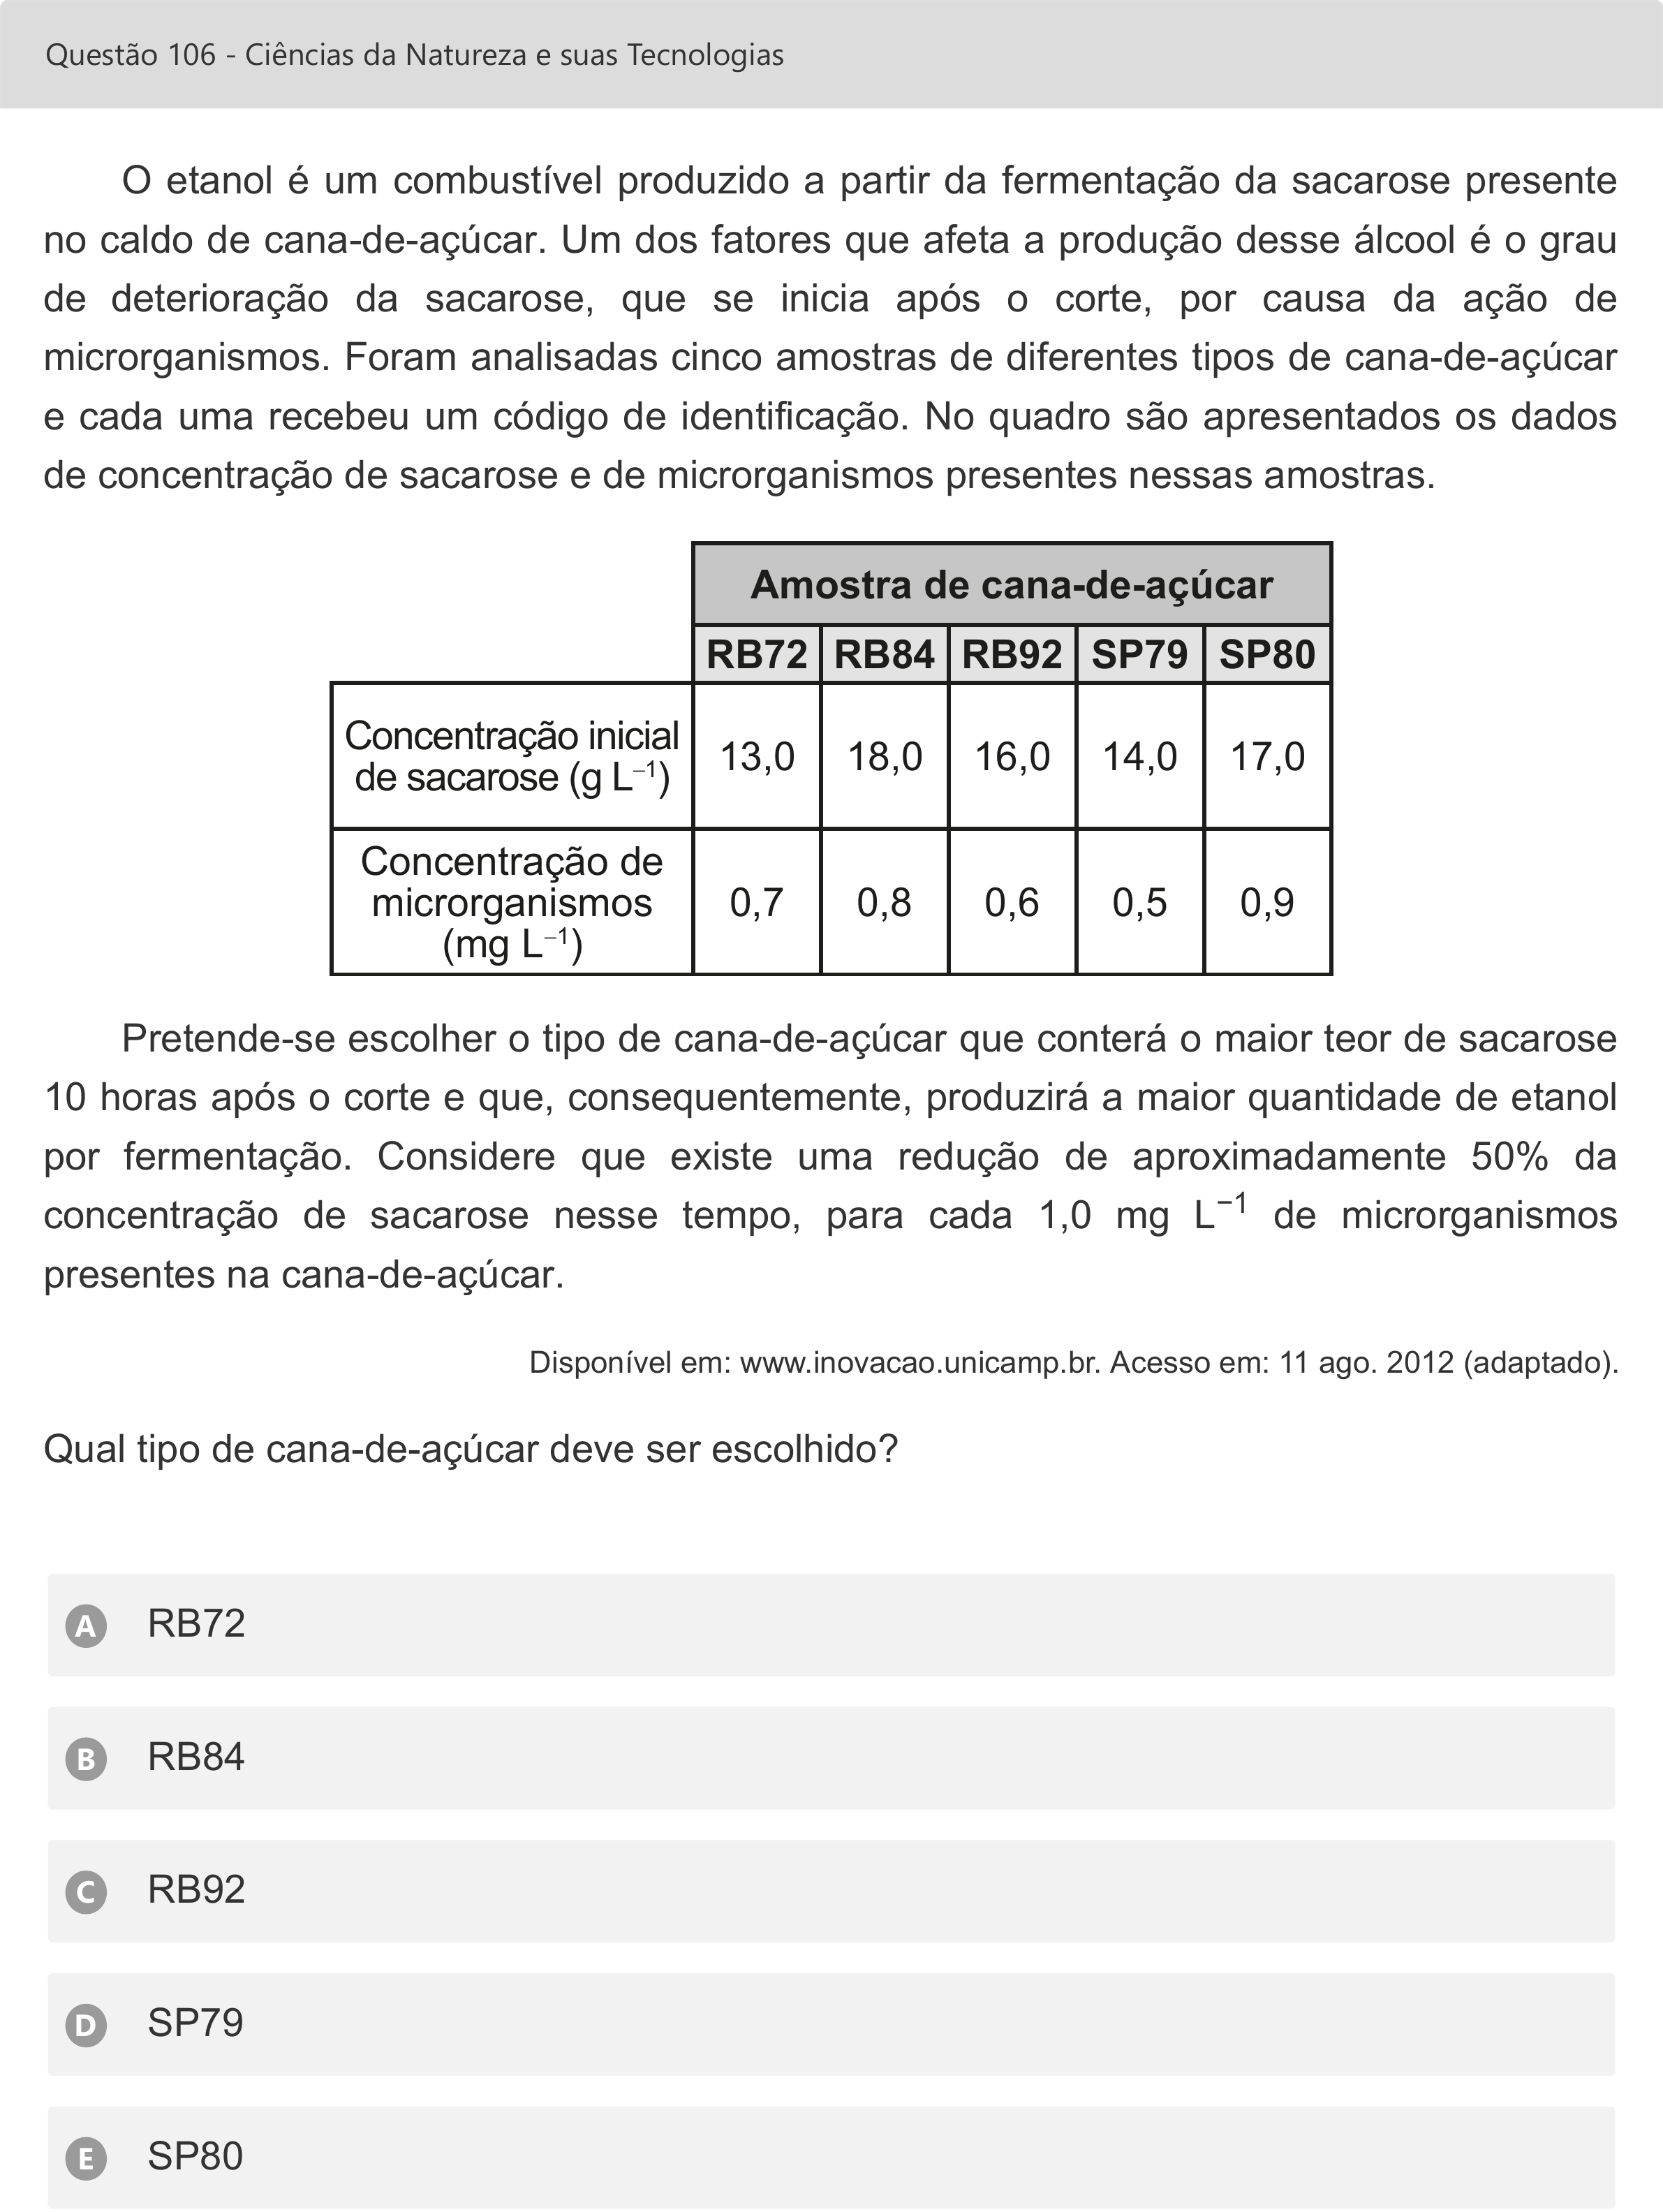 Questão 106 - Ciências da Natureza e suas Tecnologias
O etanol é um combustível produzido a partir da fermentação da sacarose presente
no caldo de cana-de-açúcar. Um dos fatores que afeta a produção desse álcool é o grau
de deterioração da sacarose, que se inicia após o corte, por causa da ação de
microrganismos. Foram analisadas cinco amostras de diferentes tipos de cana-de-açúcar
e cada uma recebeu um código de identificação. No quadro são apresentados os dados
de concentração de sacarose e de microrganismos presentes nessas amostras.
Amostra de cana-de-açúcar
RB72 RB84 RB92 SP79 SP80
Concentração inicial
de sacarose (g L⁻¹) 13,0 18,0 16,0 14,0 17,0
Concentração de
microrganismos 0,7 0,8 0,6 0,5 0,9
(mg L⁻¹)
Pretende-se escolher o tipo de cana-de-açúcar que conterá o maior teor de sacarose
10 horas após o corte e que, consequentemente, produzirá a maior quantidade de etanol
por fermentação. Considere que existe uma redução de aproximadamente 50% da
concentração de sacarose nesse tempo, para cada 1,0 mg L⁻¹ de microrganismos
presentes na cana-de-açúcar.
Disponível em: www.inovacao.unicamp.br. Acesso em: 11 ago. 2012 (adaptado).
Qual tipo de cana-de-açúcar deve ser escolhido?
A RB72
B RB84
C RB92
D SP79
E SP80